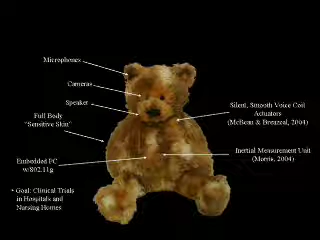 Microphones
Cameras
Speaker
Full Body
"Sensitive Skin"
Embedded PC
w/802.11g
• Goal: Clinical Trials
in Hospitals and
Nursing Homes
Silent, Smooth Voice Coil
Actuators
(McBean & Breazeal, 2004)
Inertial Measurement Unit
(Morris, 2004)